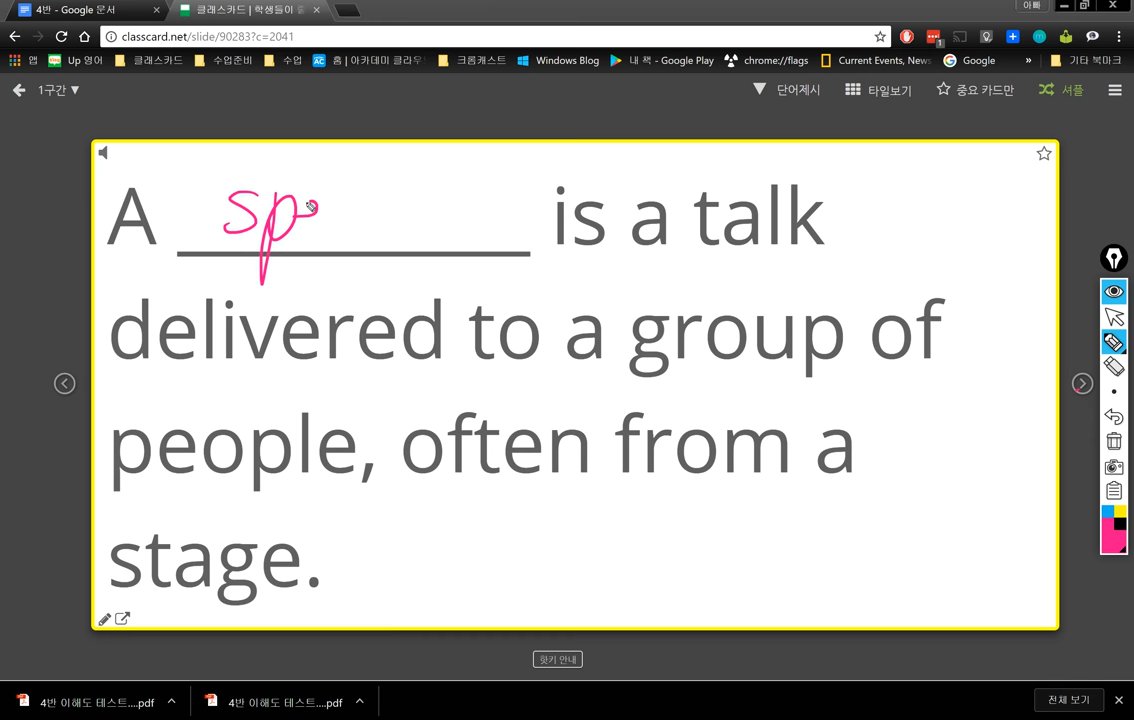 4반 - Google 문서
클래스카드 | 학생들이 좋
아빠
classcard.net/slide/90283?c=2041
앱 Up 영어 클래스카드 수업준비 수업 홈 | 아카데미 클라우 크롬캐스트 Windows Blog 내 책 - Google Play chrome://flags Current Events, News Google » 기타 북마크
1구간 ▼ ▼ 단어제시 타일보기 중요 카드만 셔플
A sp is a talk
delivered to a group of
people, often from a
stage.
핫키 안내
4반 이해도 테스트....pdf 4반 이해도 테스트....pdf 전체 보기